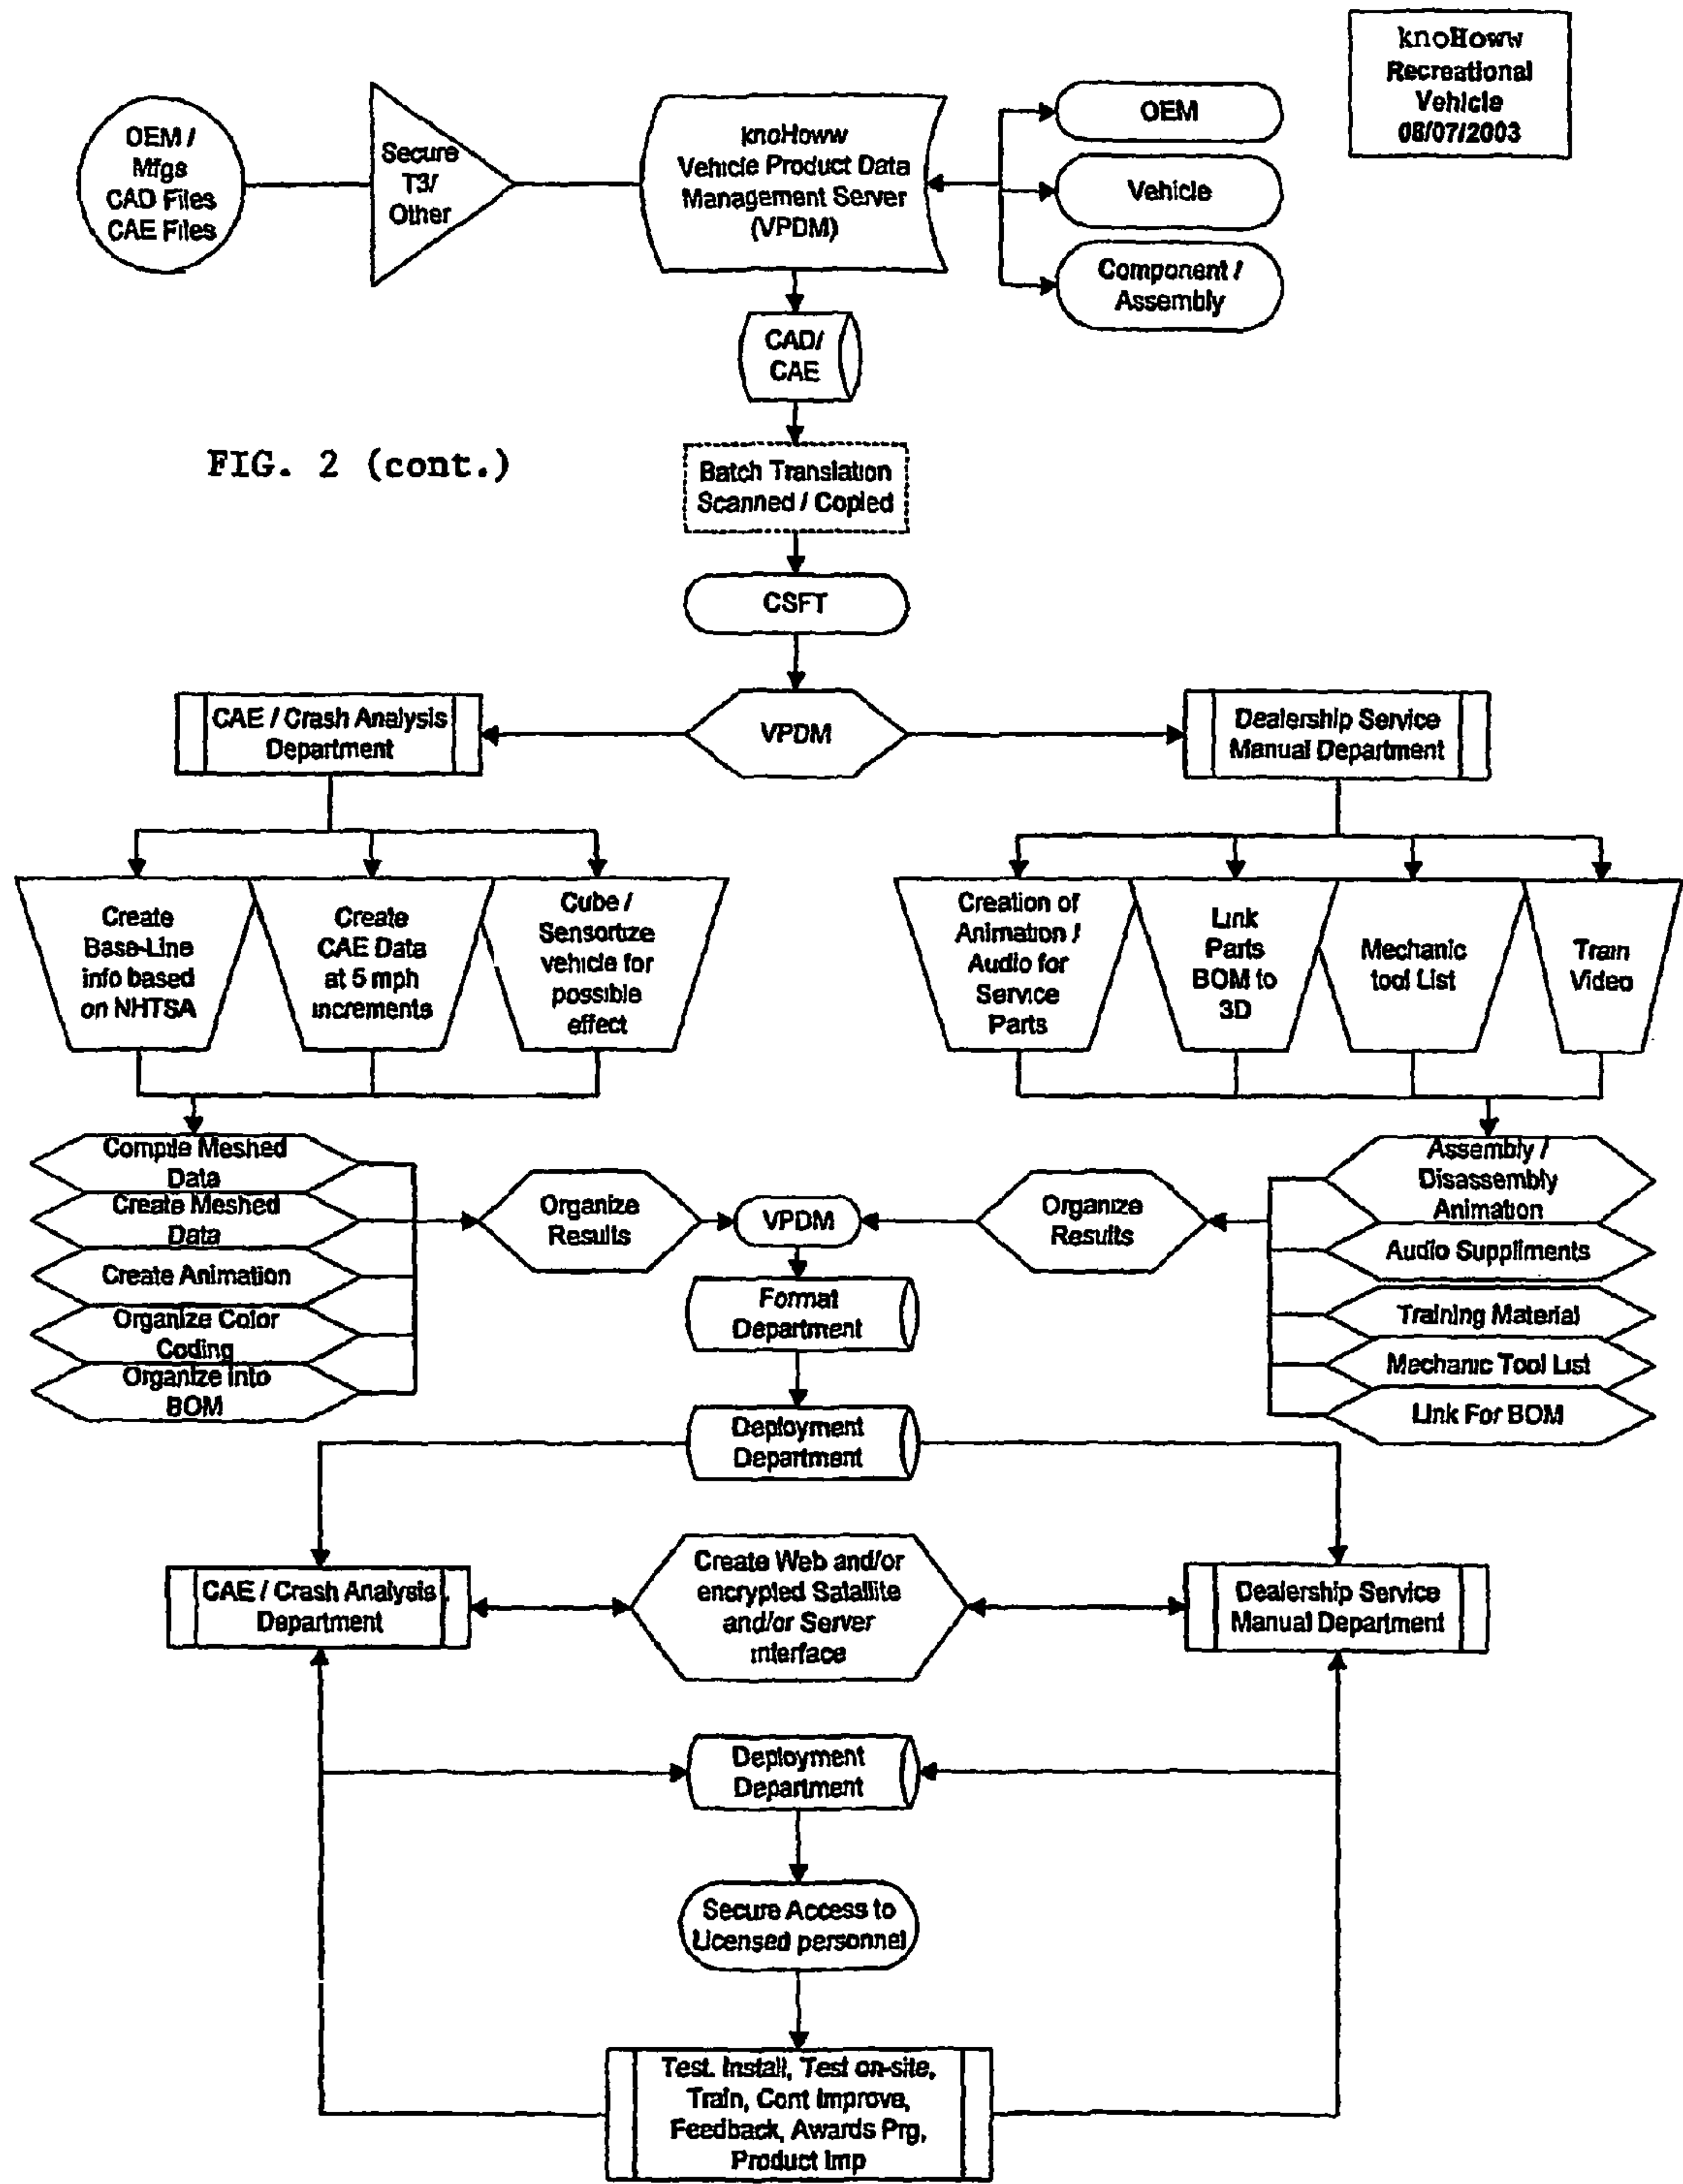 knoHoww
Recreational
Vehicle
08/07/2003
OEM /
Mfgs
CAD Files
CAE Files
Secure
T3/
Other
knoHoww
Vehicle Product Data
Management Server
(VPDM)
OEM
Vehicle
Component /
Assembly
CAD/
CAE
FIG. 2 (cont.)
Batch Translation
Scanned / Copied
CSFT
VPDM
CAE / Crash Analysis
Department
Dealership Service
Manual Department
Create
Base-Line
info based
on NHTSA
Create
CAE Data
at 5 mph
increments
Cube /
Sensortize
vehicle for
possible
effect
Creation of
Animation /
Audio for
Service
Parts
Link
Parts
BOM to
3D
Mechanic
tool List
Train
Video
Compile Meshed
Data
Create Meshed
Data
Create Animation
Organize Color
Coding
Organize into
BOM
Organize
Results
VPDM
Organize
Results
Assembly /
Disassembly
Animation
Audio Suppliments
Training Material
Mechanic Tool List
Link For BOM
Format
Department
Deployment
Department
CAE / Crash Analysis
Department
Create Web and/or
encrypted Satallite
and/or Server
interface
Dealership Service
Manual Department
Deployment
Department
Secure Access to
Licensed personnel
Test. Install, Test on-site,
Train, Cont Improve,
Feedback, Awards Prg,
Product Imp